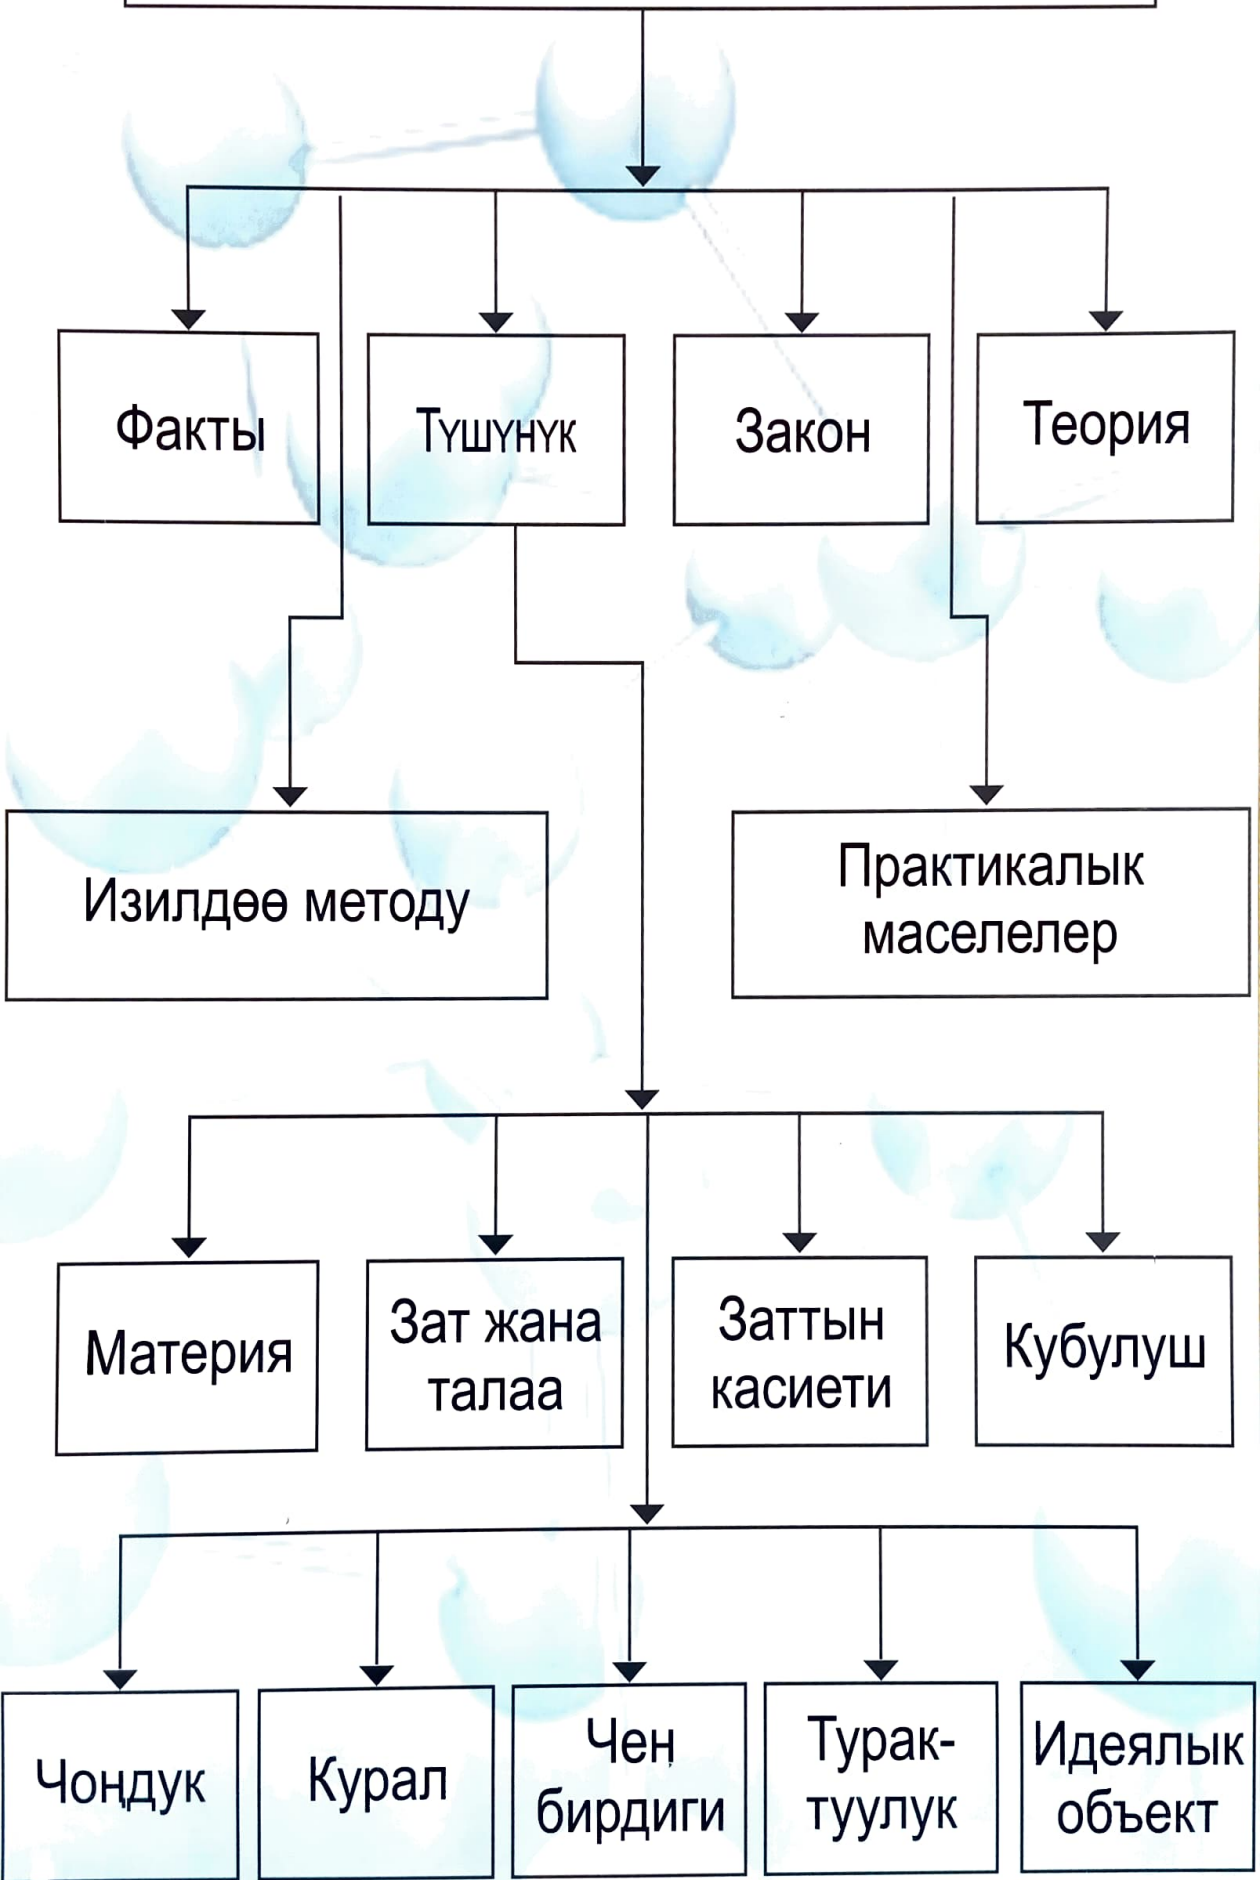 Факты
Түшүнүк
Закон
Теория
Изилдөө методу
Практикалык
маселелер
Материя
Зат жана
талаа
Заттын
касиети
Кубулуш
Чоңдук
Курал
Чен
бирдиги
Турак-
туулук
Идеялык
объект